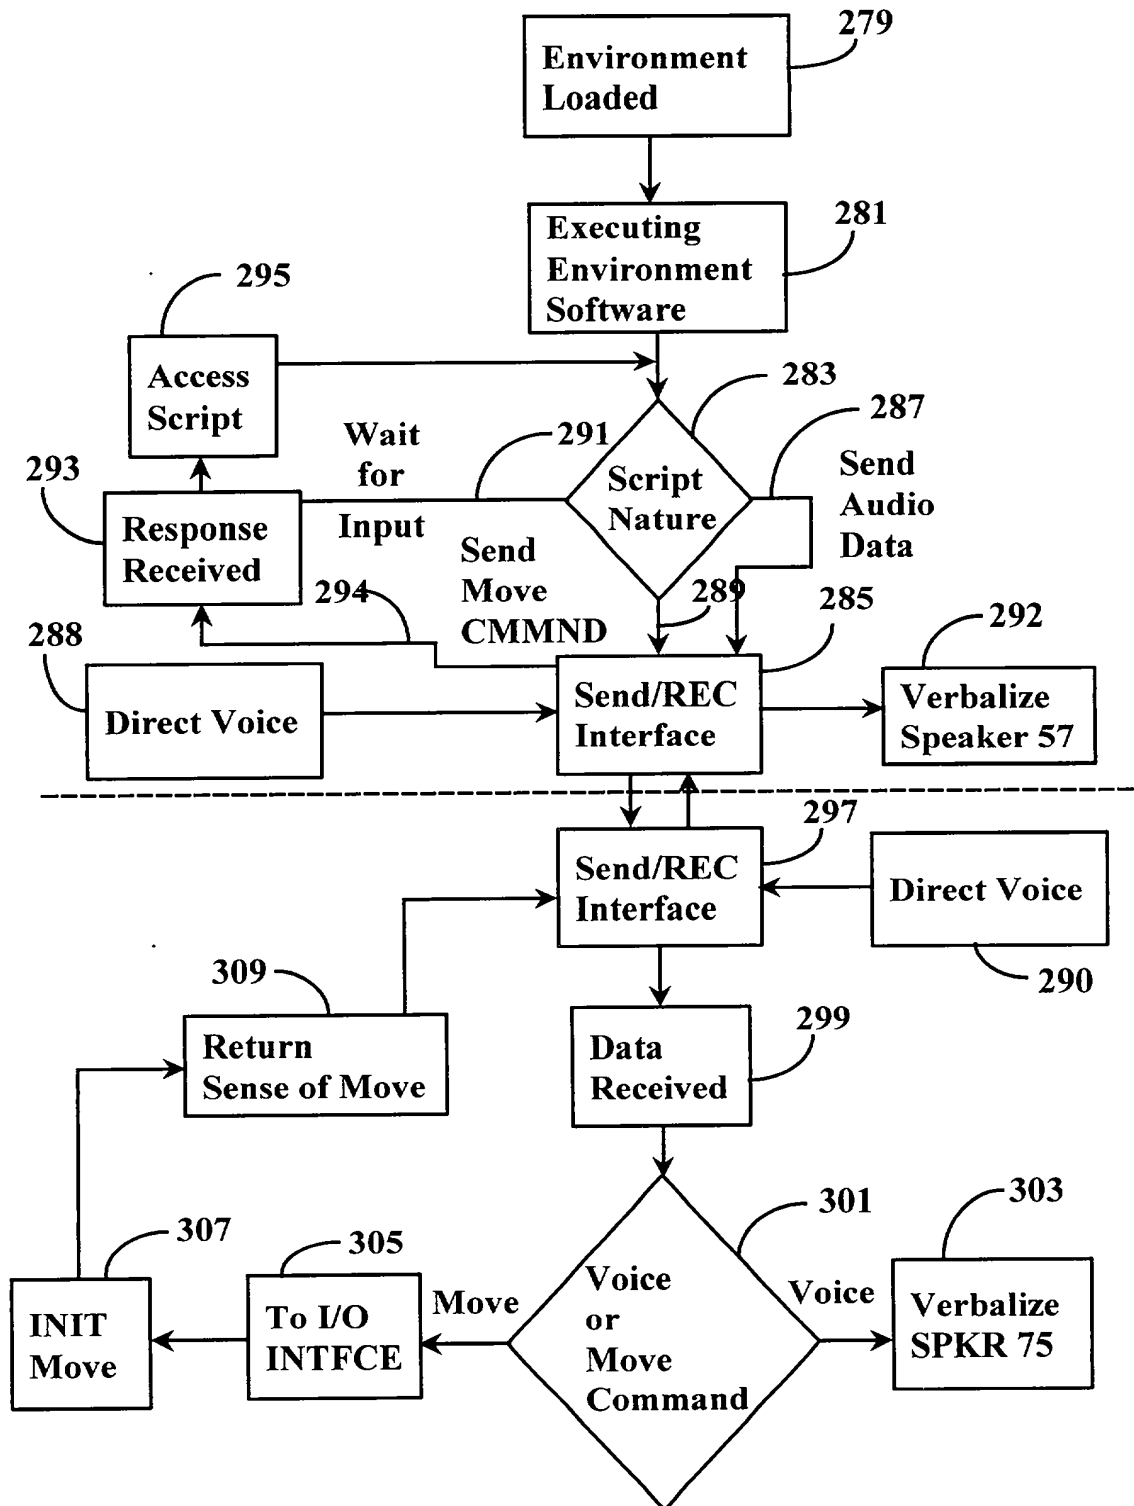 279
Environment
Loaded
281
Executing
Environment
Software
295
Access
Script
283
287
291
Wait
for
Input
Script
Nature
Send
Audio
Data
293
Response
Received
Send
Move
CMMND
289
294
285
288
Direct Voice
Send/REC
Interface
292
Verbalize
Speaker 57
297
Send/REC
Interface
Direct Voice
290
309
Return
Sense of Move
299
Data
Received
301
303
307
305
INIT
Move
To I/O
INTFCE
Move
Voice
or
Move
Command
Voice
Verbalize
SPKR 75